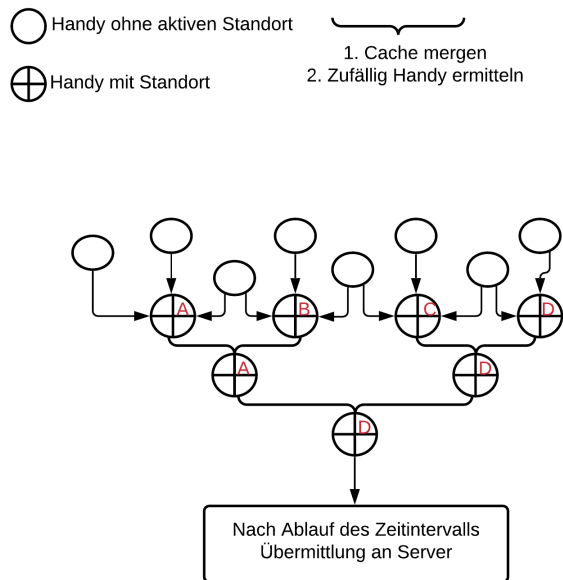 Handy ohne aktiven Standort
1. Cache mergen
2. Zufällig Handy ermitteln
Handy mit Standort
A
B
C
D
A
D
D
Nach Ablauf des Zeitintervalls
Übermittlung an Server